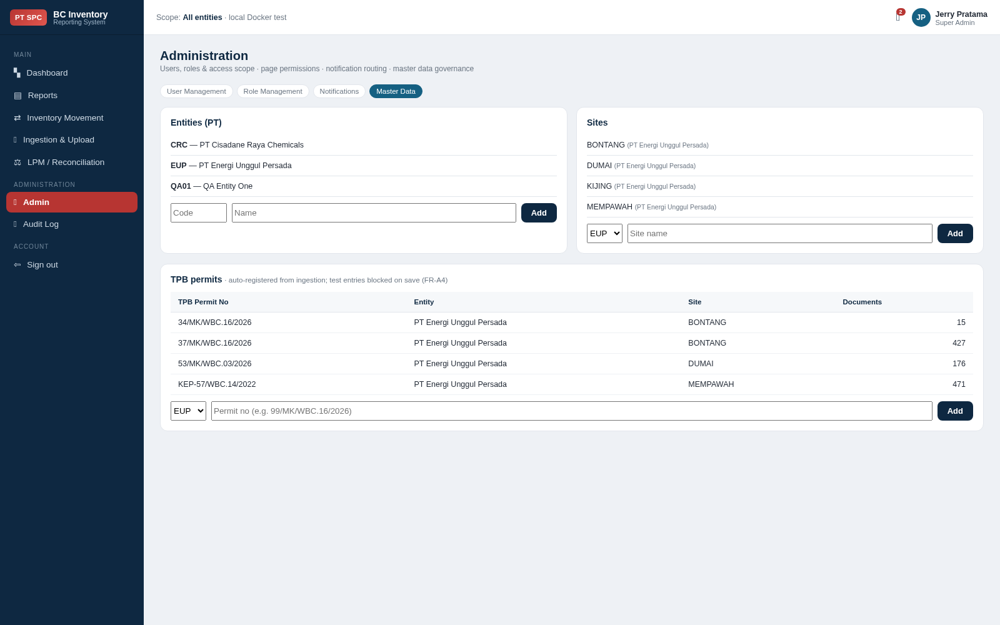 PT SPC
BC Inventory
Reporting System
Scope: All entities · local Docker test
2
JP
Jerry Pratama
Super Admin
MAIN
Dashboard
Reports
Inventory Movement
Ingestion & Upload
LPM / Reconciliation
ADMINISTRATION
Admin
Audit Log
ACCOUNT
Sign out
Administration
Users, roles & access scope · page permissions · notification routing · master data governance
User Management Role Management Notifications Master Data
Entities (PT)
CRC — PT Cisadane Raya Chemicals
EUP — PT Energi Unggul Persada
QA01 — QA Entity One
Code Name Add
Sites
BONTANG (PT Energi Unggul Persada)
DUMAI (PT Energi Unggul Persada)
KIJING (PT Energi Unggul Persada)
MEMPAWAH (PT Energi Unggul Persada)
EUP Site name Add
TPB permits · auto-registered from ingestion; test entries blocked on save (FR-A4)
TPB Permit No Entity Site Documents
34/MK/WBC.16/2026 PT Energi Unggul Persada BONTANG 15
37/MK/WBC.16/2026 PT Energi Unggul Persada BONTANG 427
53/MK/WBC.03/2026 PT Energi Unggul Persada DUMAI 176
KEP-57/WBC.14/2022 PT Energi Unggul Persada MEMPAWAH 471
EUP Permit no (e.g. 99/MK/WBC.16/2026) Add